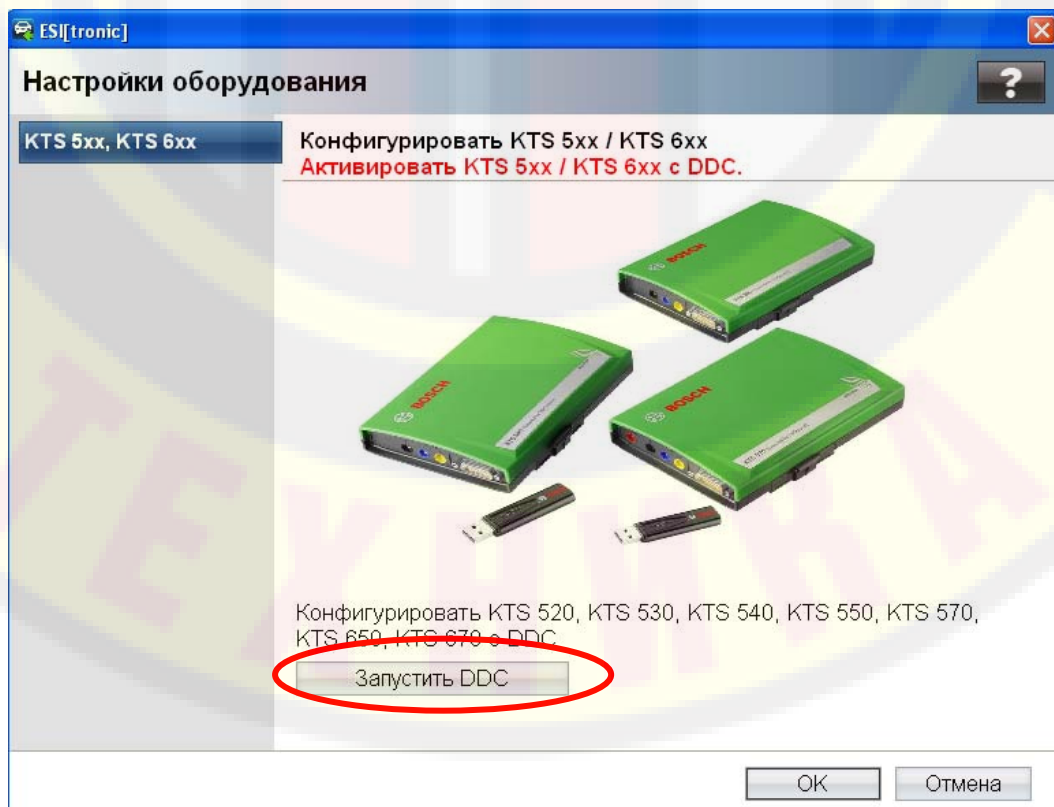 ESI[tronic]
Настройки оборудования
?
KTS 5xx, KTS 6xx
Конфигурировать KTS 5xx / KTS 6xx
Активировать KTS 5xx / KTS 6xx с DDC.
BOSCH
BOSCH
BOSCH
Конфигурировать KTS 520, KTS 530, KTS 540, KTS 550, KTS 570,
KTS 650, KTS 670 с DDC
Запустить DDC
OK
Отмена
ТЕХНИКА